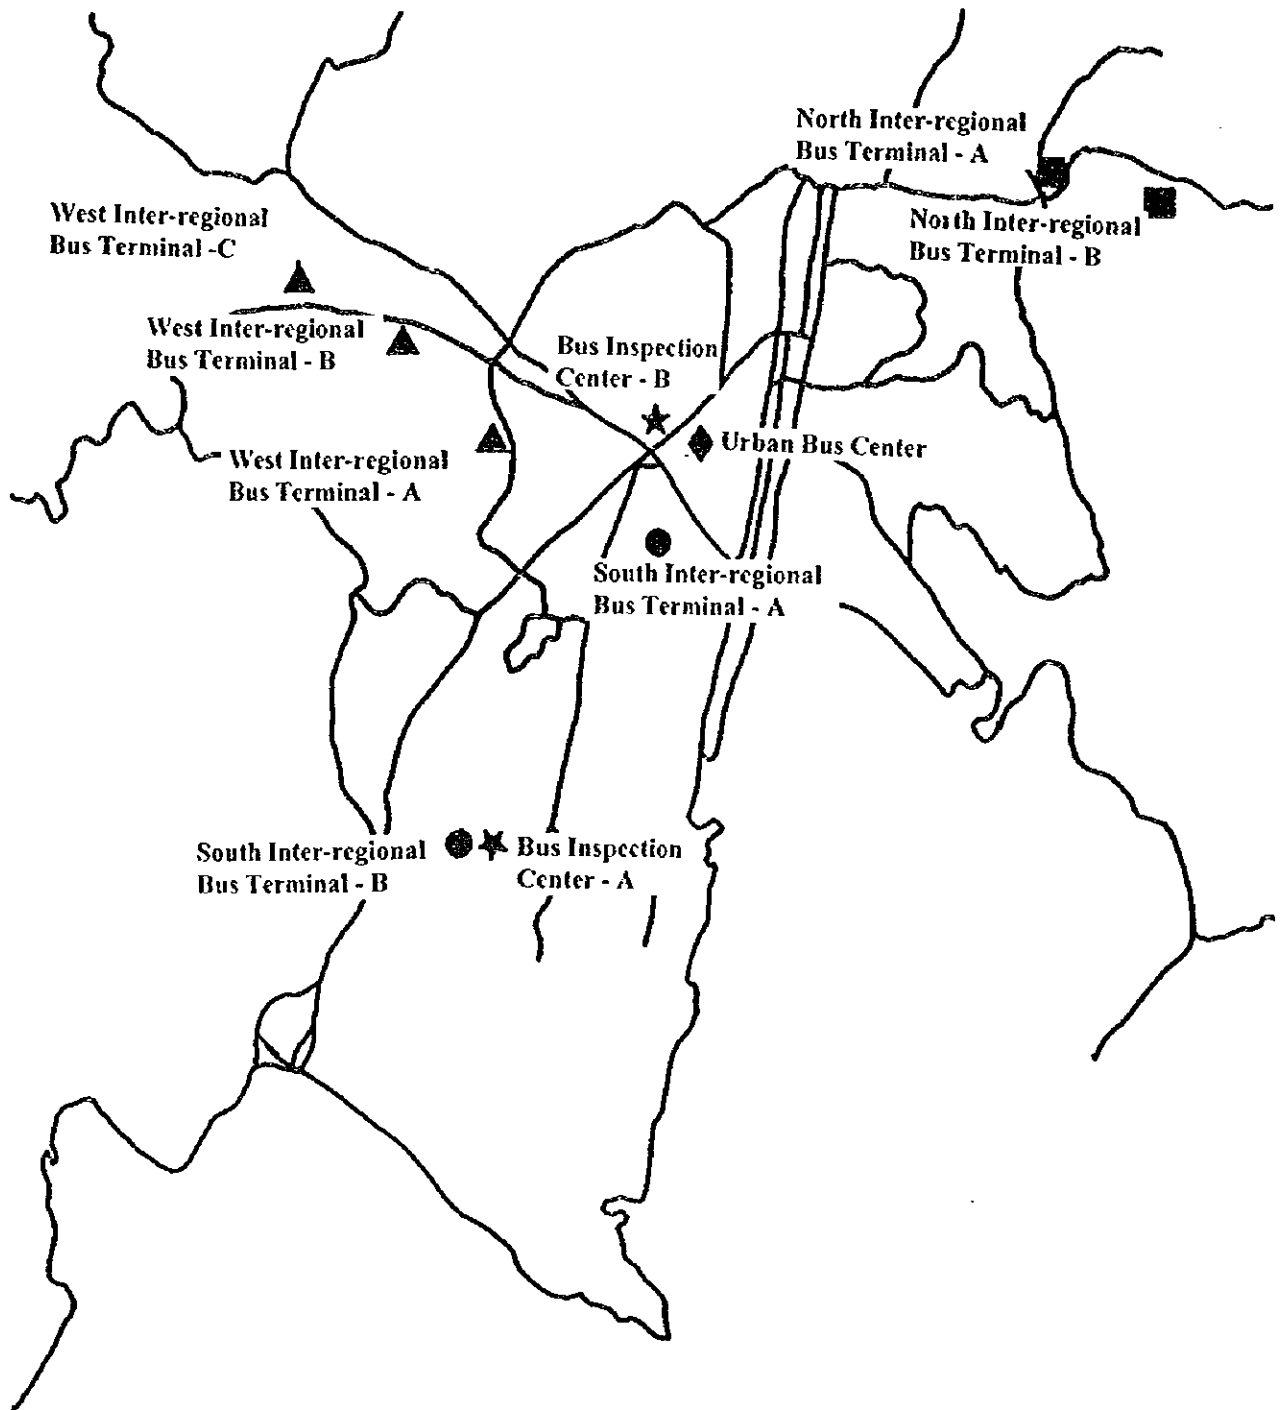 North Inter-regional
Bus Terminal - A
West Inter-regional
Bus Terminal -C
North Inter-regional
Bus Terminal - B
West Inter-regional
Bus Terminal - B
Bus Inspection
Center - B
Urban Bus Center
West Inter-regional
Bus Terminal - A
South Inter-regional
Bus Terminal - A
South Inter-regional
Bus Terminal - B
Bus Inspection
Center - A